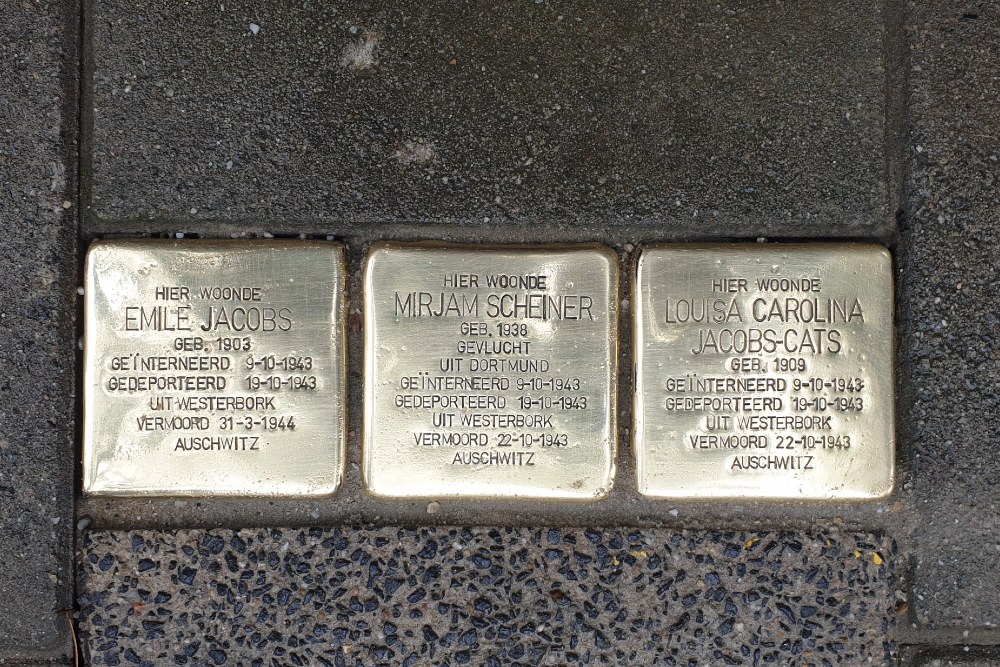 HIER WOONDE
EMILE JACOBS
GEB. 1903
GEÏNTERNEERD 9-10-1943
GEDEPORTEERD 19-10-1943
UIT WESTERBORK
VERMOORD 31-3-1944
AUSCHWITZ
HIER WOONDE
MIRJAM SCHEINER
GEB. 1938
GEVLUCHT
UIT DORTMUND
GEÏNTERNEERD 9-10-1943
GEDEPORTEERD 19-10-1943
UIT WESTERBORK
VERMOORD 22-10-1943
AUSCHWITZ
HIER WOONDE
LOUISA CAROLINA
JACOBS-CATS
GEB. 1909
GEÏNTERNEERD 9-10-1943
GEDEPORTEERD 19-10-1943
UIT WESTERBORK
VERMOORD 22-10-1943
AUSCHWITZ